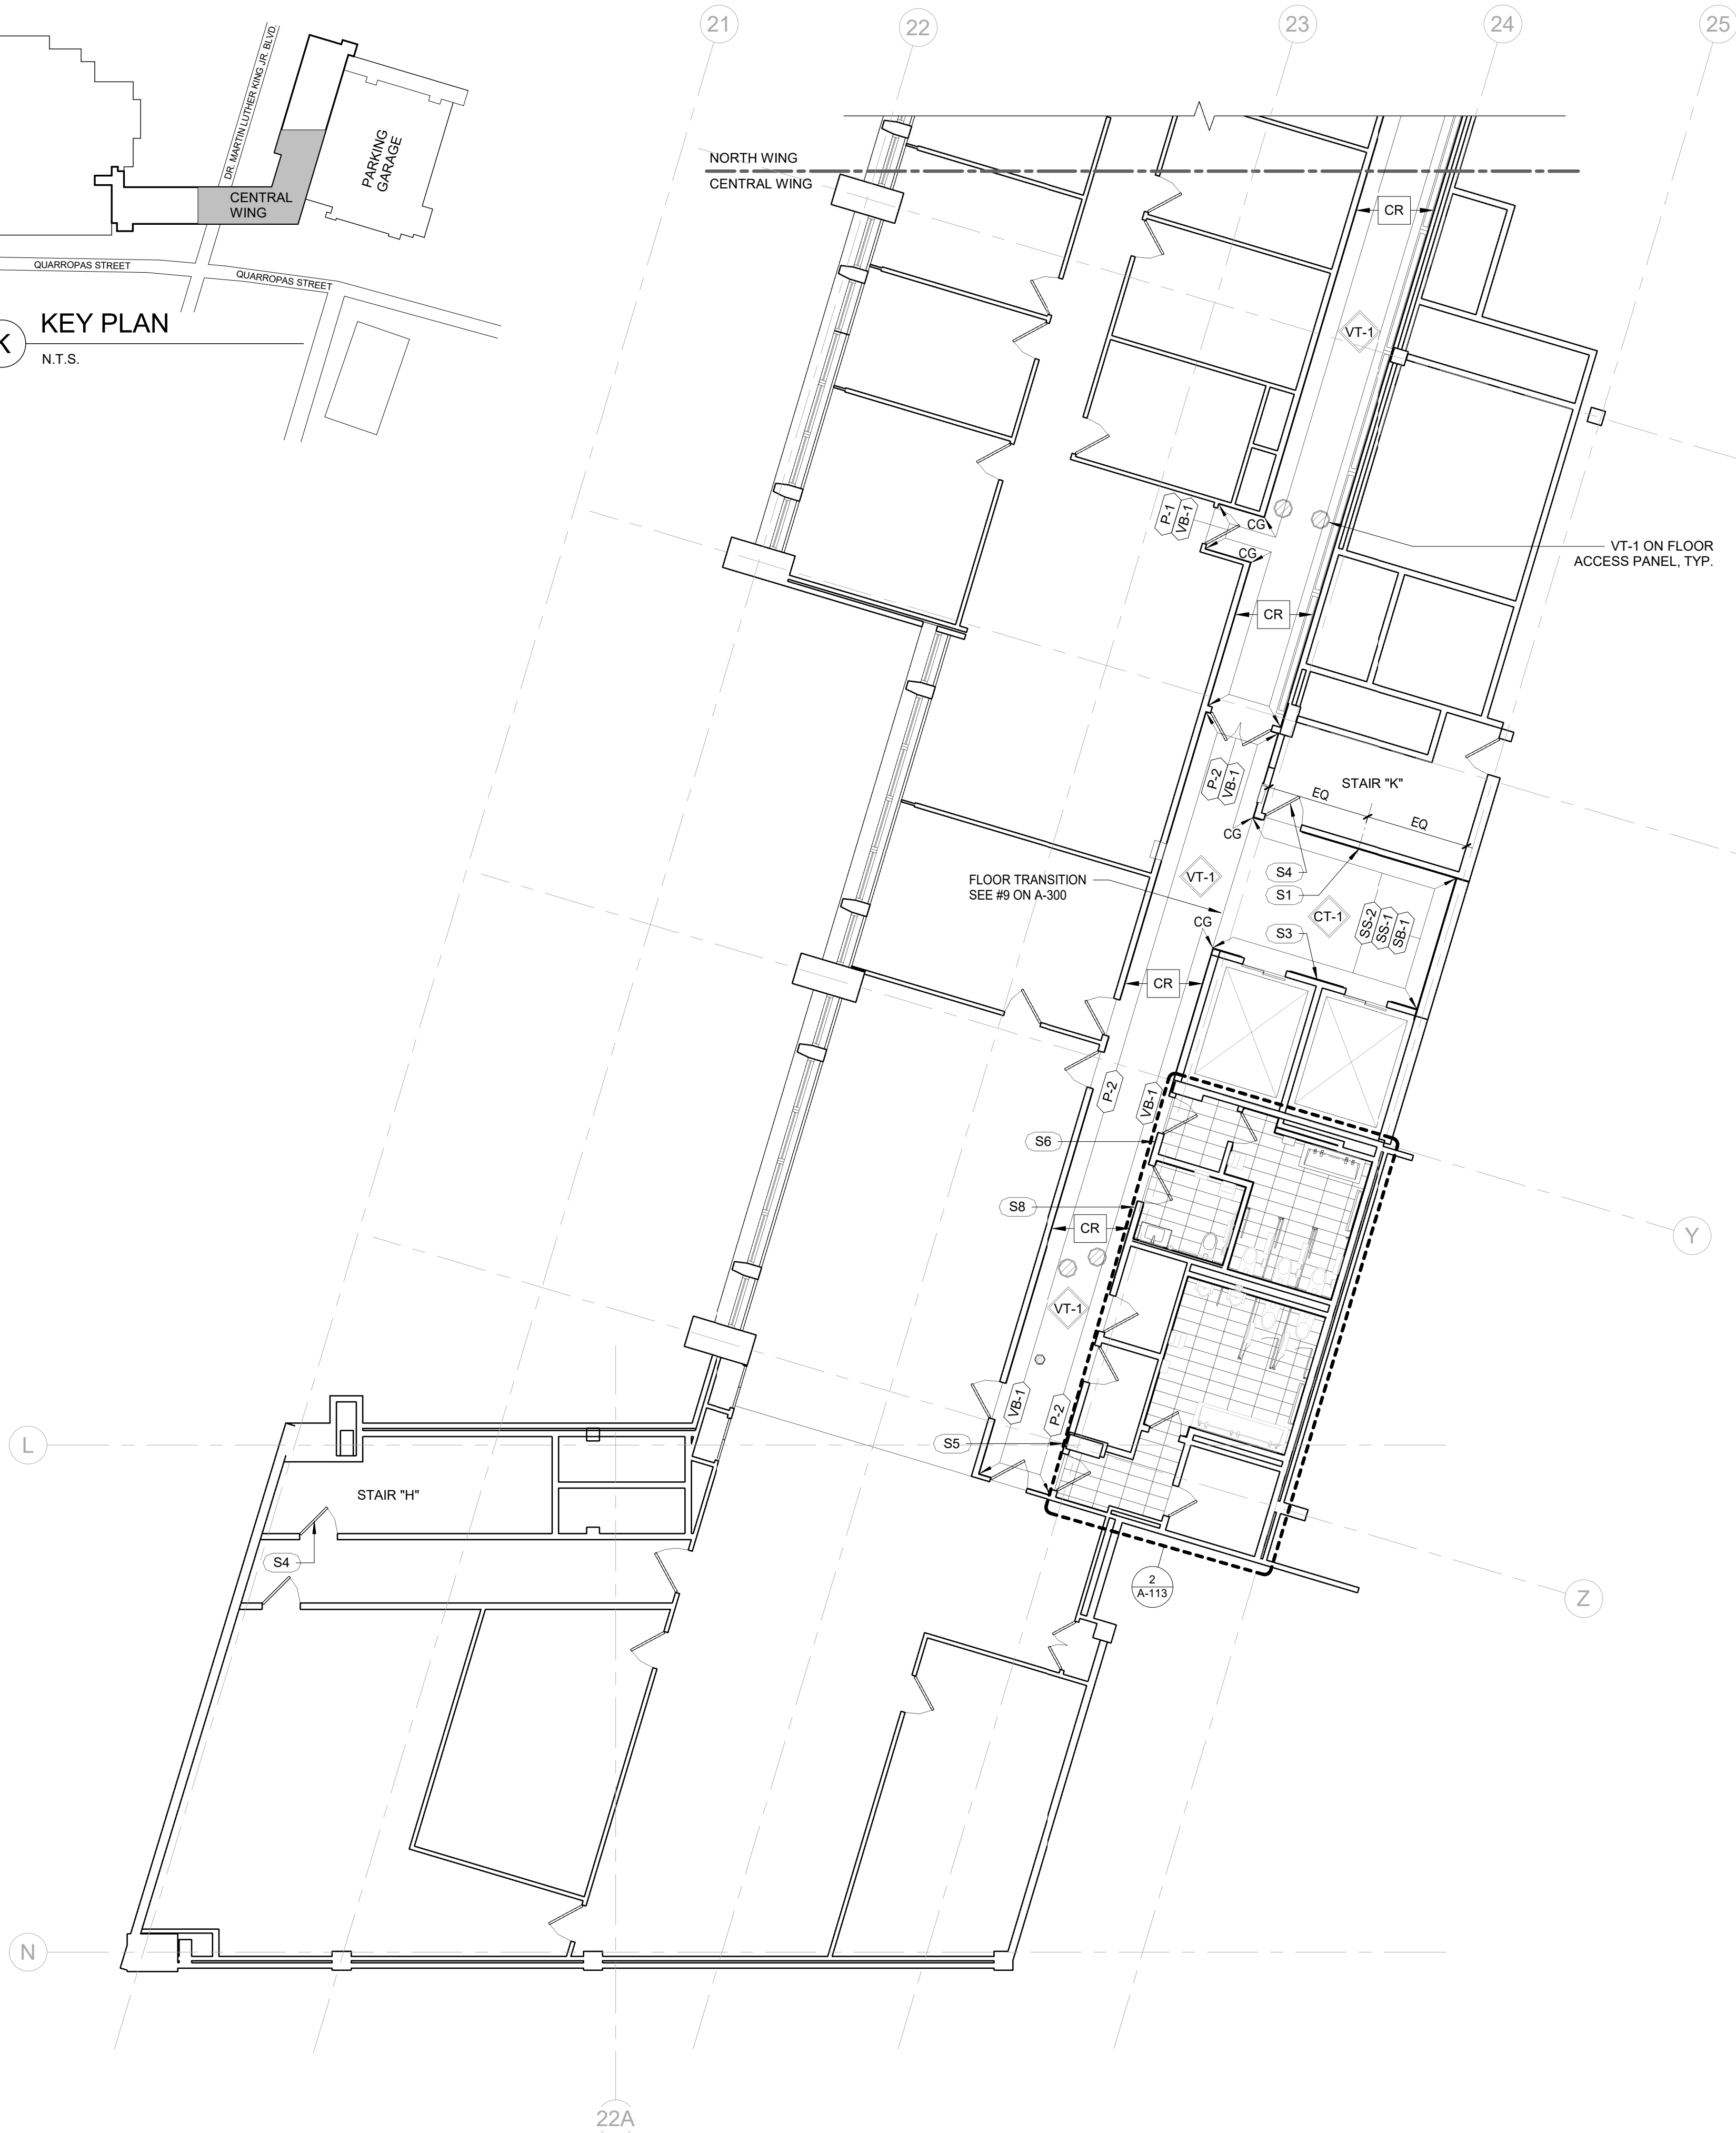 21
22
23
24
25
DR. MARTIN LUTHER KING JR. BLVD.
PARKING
GARAGE
CENTRAL
WING
QUARROPAS STREET
QUARROPAS STREET
K
KEY PLAN
N.T.S.
NORTH WING
CENTRAL WING
CR
VT-1
P-1
VB-1
CG
CG
VT-1 ON FLOOR
ACCESS PANEL, TYP.
CR
P-2
VB-1
STAIR "K"
EQ
EQ
CG
S4
S1
FLOOR TRANSITION
SEE #9 ON A-300
VT-1
CT-1
SS-2
SS-1
SB-1
CG
S3
CR
P-2
VB-1
S6
S8
CR
Y
VT-1
VB-1
P-2
S5
L
STAIR "H"
S4
2
A-113
Z
N
22A